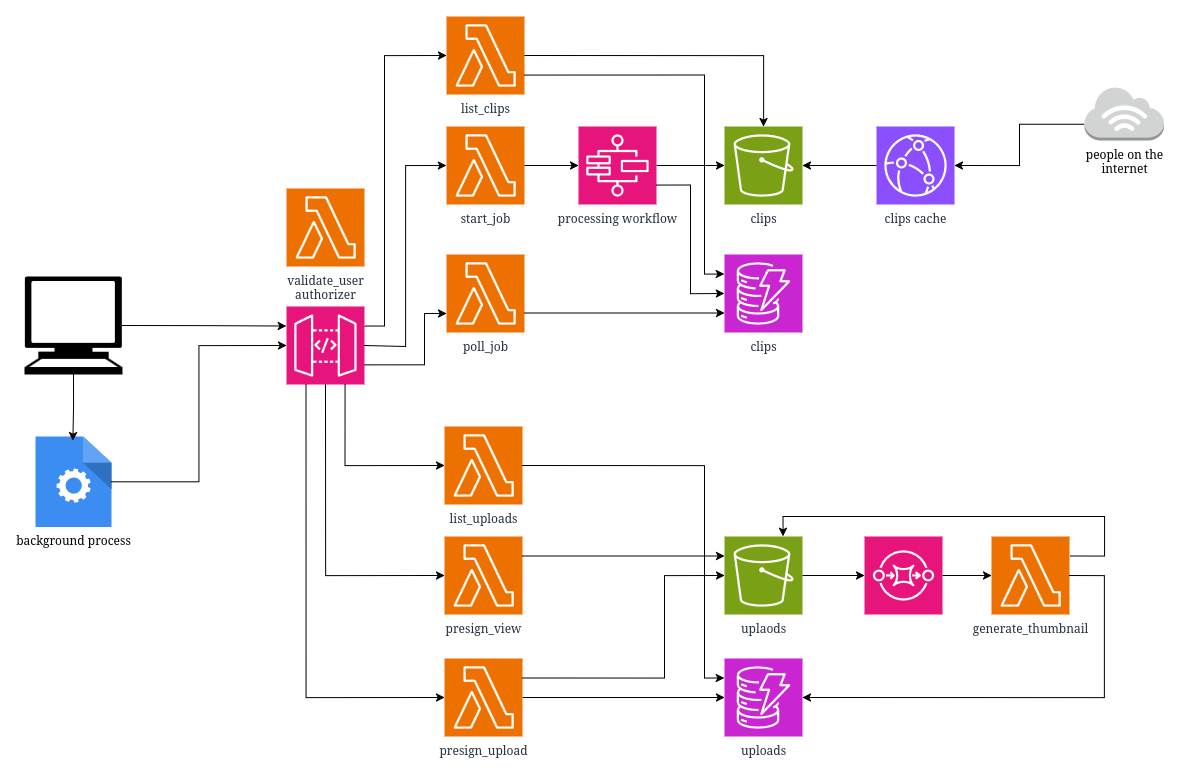 list_clips
people on the
internet
start_job
processing workflow
clips
clips cache
validate_user
authorizer
</>
poll_job
clips
list_uploads
background process
presign_view
uplaods
generate_thumbnail
presign_upload
uploads